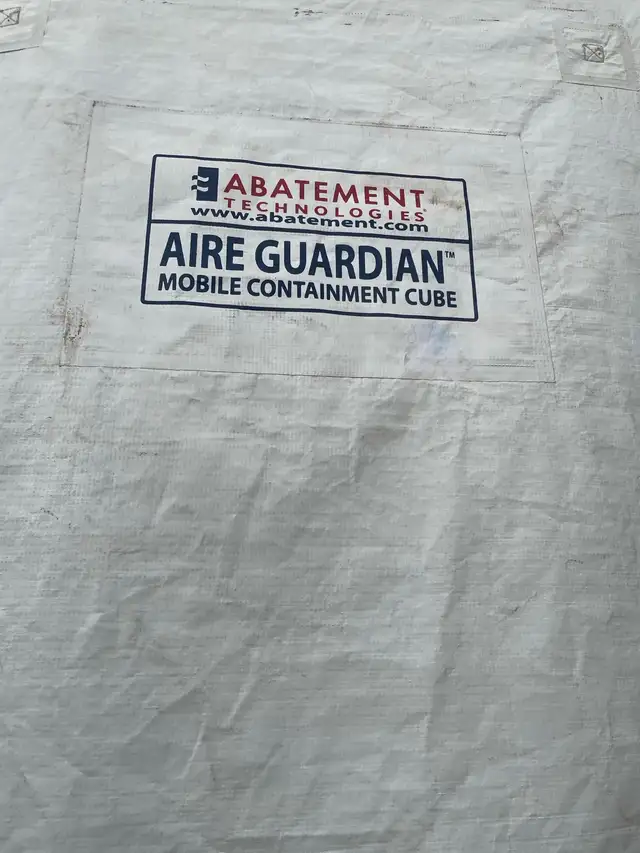 ABATEMENT
TECHNOLOGIES
www.abatement.com
AIRE GUARDIAN™
MOBILE CONTAINMENT CUBE